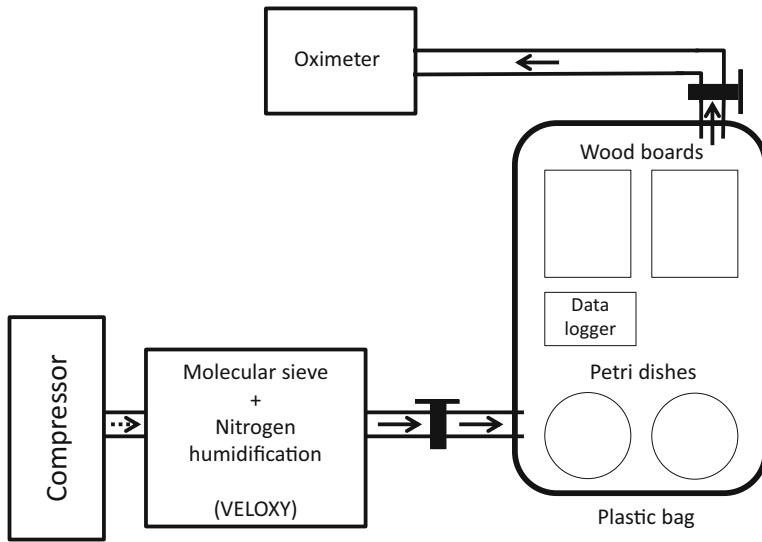 Oximeter
Wood boards
Data
logger
Petri dishes
Compressor
Molecular sieve
+
Nitrogen
humidification
(VELOXY)
Plastic bag